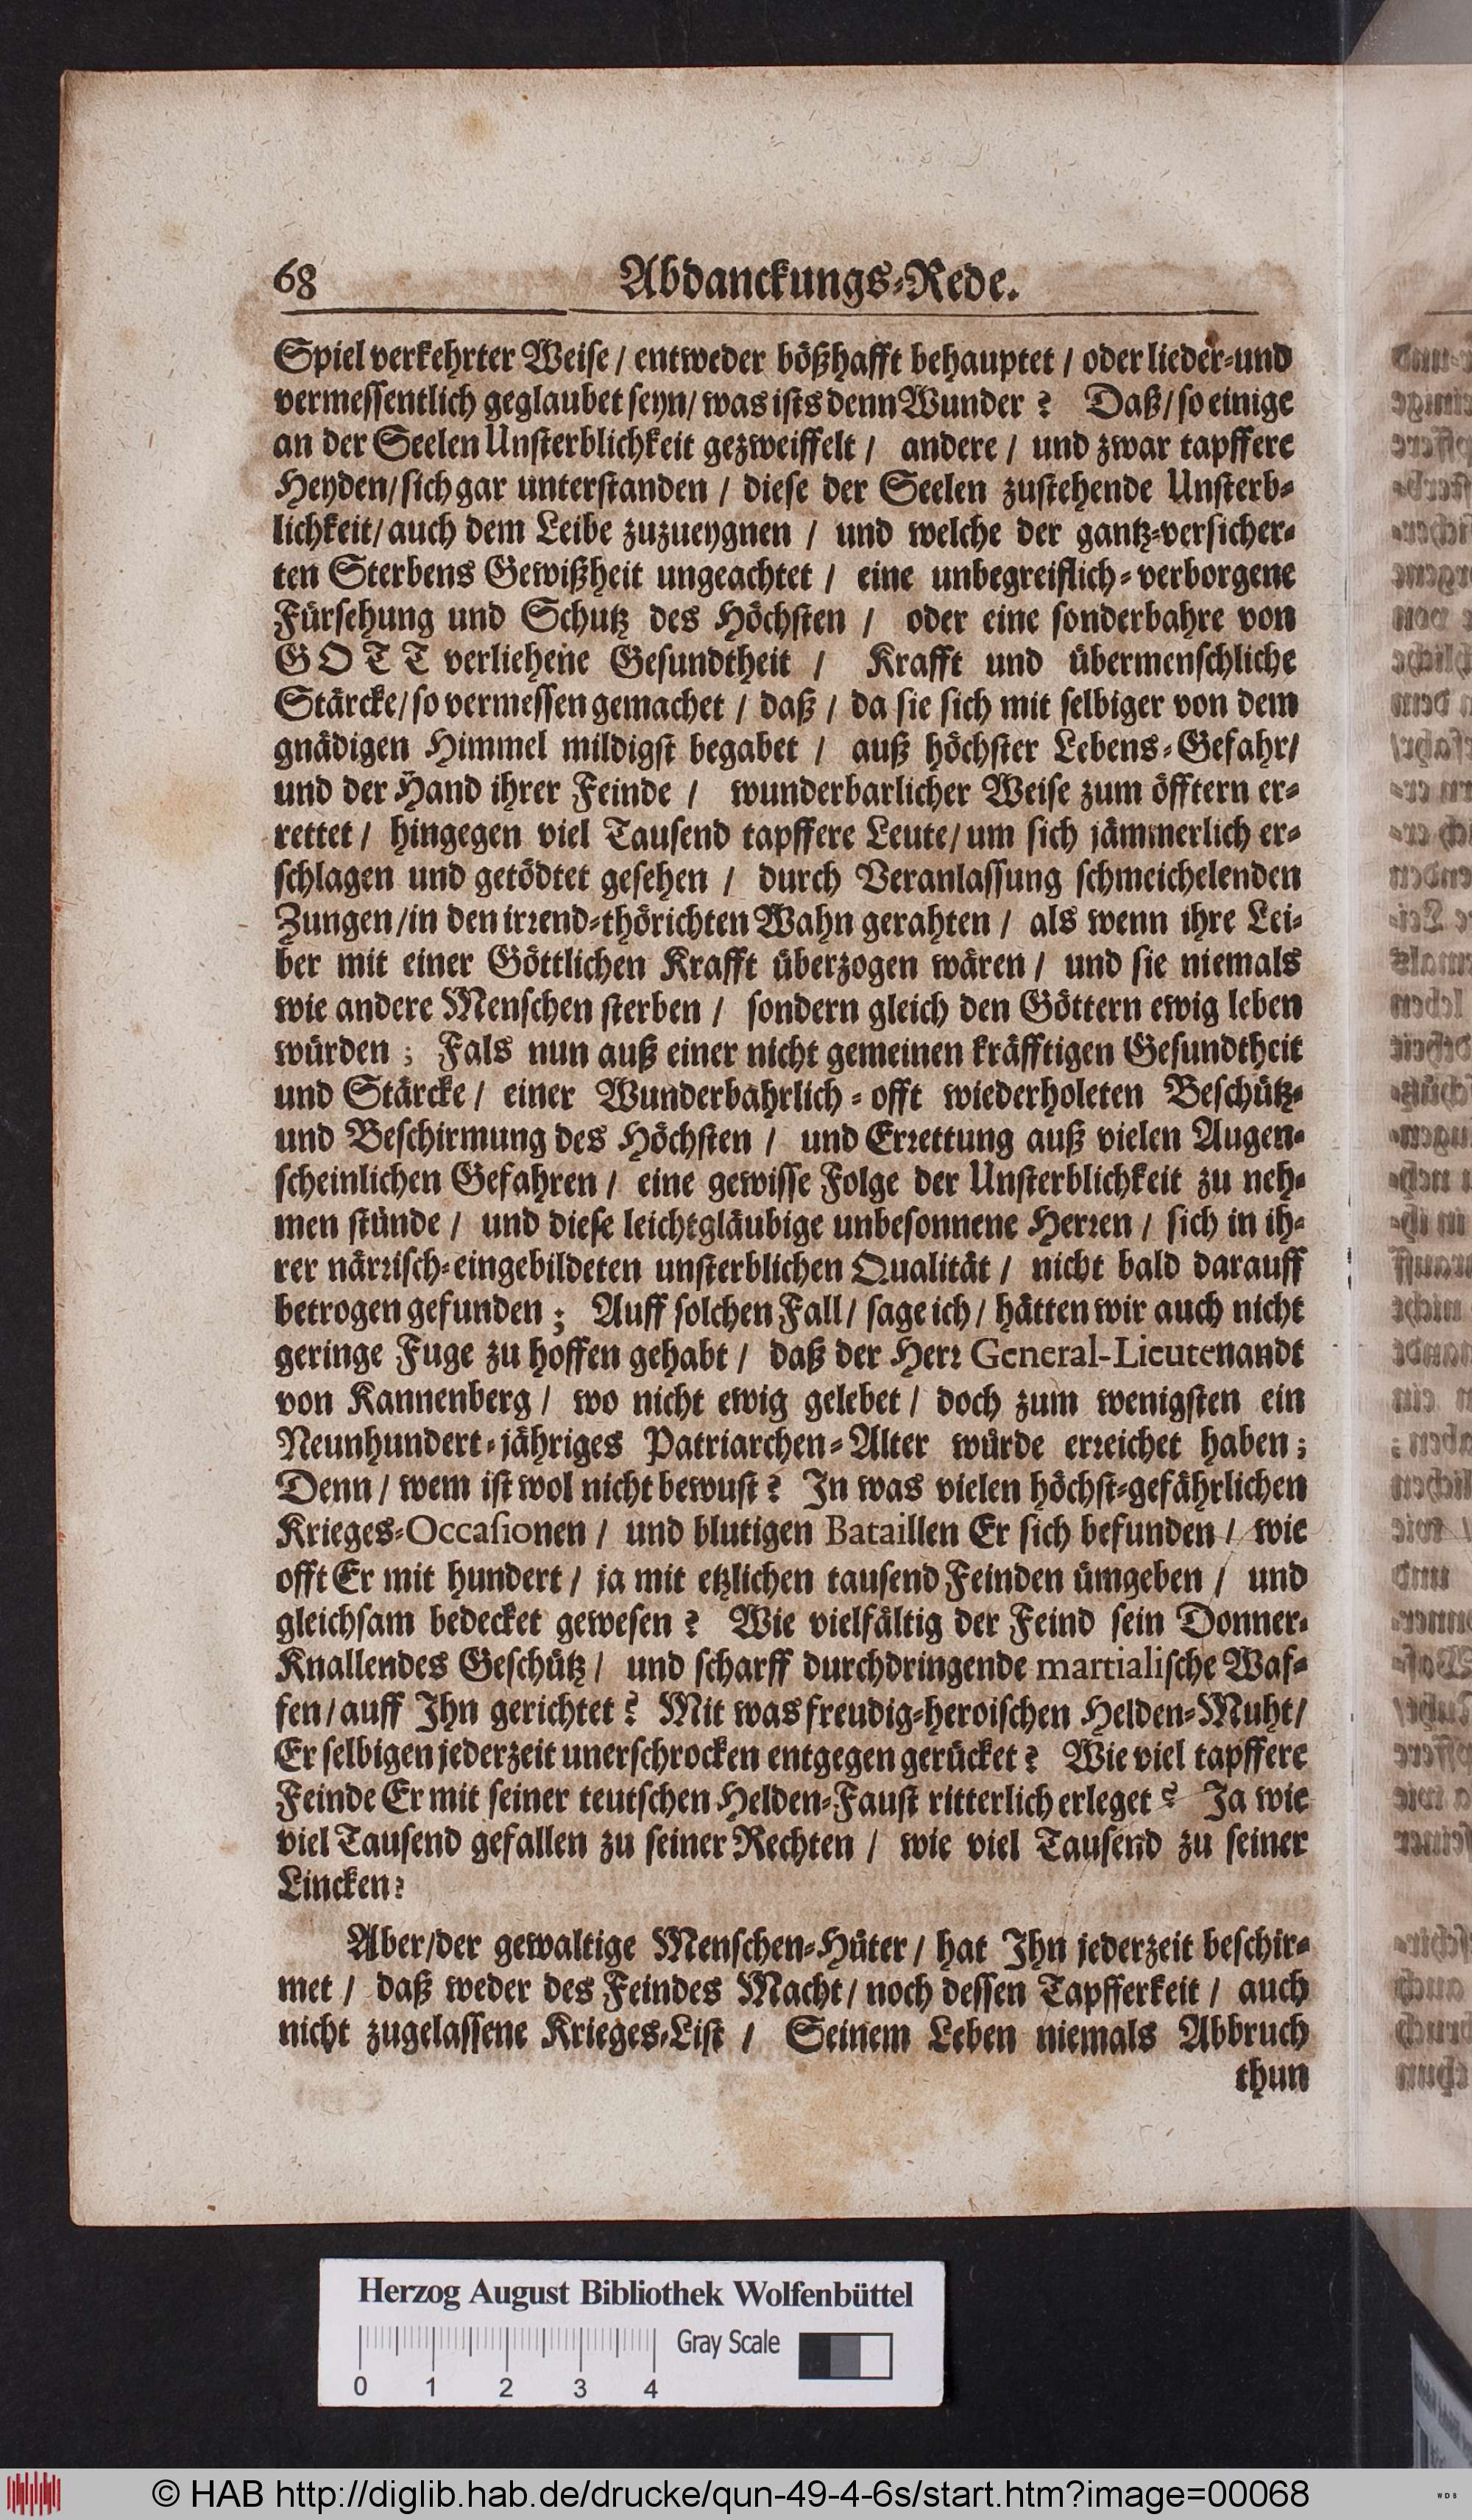 68 Abdanckungs-Rede.
Spiel verkehrter Weise / entweder bößhafft behauptet / oder lieder-und
vermessentlich geglaubet seyn / was ists denn Wunder ? Daß / so einige
an der Seelen Unsterblichkeit gezweiffelt / andere / und zwar tapffere
Heyden / sich gar unterstanden / diese der Seelen zustehende Unsterb-
lichkeit / auch dem Leibe zuzueygnen / und welche der gantz-versicher-
ten Sterbens Gewißheit ungeachtet / eine unbegreiflich-verborgene
Fürsehung und Schutz des Höchsten / oder eine sonderbahre von
GOTT verliehene Gesundtheit / Krafft und übermenschliche
Stärcke / so vermessen gemachet / daß / da sie sich mit selbiger von dem
gnädigen Himmel mildigst begabet / auß höchster Lebens-Gefahr /
und der Hand ihrer Feinde / wunderbarlicher Weise zum öfftern er-
rettet / hingegen viel Tausend tapffere Leute / um sich jämmerlich er-
schlagen und getödtet gesehen / durch Veranlassung schmeichelenden
Zungen / in den irrend-thörichten Wahn gerahten / als wenn ihre Lei-
ber mit einer Göttlichen Krafft überzogen wären / und sie niemals
wie andere Menschen sterben / sondern gleich den Göttern ewig leben
würden ; Fals nun auß einer nicht gemeinen kräfftigen Gesundtheit
und Stärcke / einer Wunderbahrlich-offt wiederholeten Beschütz-
und Beschirmung des Höchsten / und Errettung auß vielen Augen-
scheinlichen Gefahren / eine gewisse Folge der Unsterblichkeit zu neh-
men stünde / und diese leichtgläubige unbesonnene Herren / sich in ih-
rer närrisch-eingebildeten unsterblichen Qualität / nicht bald darauff
betrogen gefunden ; Auff solchen Fall / sage ich / hätten wir auch nicht
geringe Fuge zu hoffen gehabt / daß der Herr General-Lieutenandt
von Kannenberg / wo nicht ewig gelebet / doch zum wenigsten ein
Neunhundert-jähriges Patriarchen-Alter würde erreichet haben ;
Denn / wem ist wol nicht bewust ? In was vielen höchst-gefährlichen
Krieges-Occasionen / und blutigen Bataillen Er sich befunden / wie
offt Er mit hundert / ja mit etzlichen tausend Feinden ümgeben / und
gleichsam bedecket gewesen ? Wie vielfältig der Feind sein Donner-
Knallendes Geschütz / und scharff durchdringende martialische Waf-
fen / auff Ihn gerichtet ? Mit was freudig-heroischen Helden-Muht /
Er selbigen jederzeit unerschrocken entgegen gerücket ? Wie viel tapffere
Feinde Er mit seiner teutschen Helden-Faust ritterlich erleget ? Ja wie
viel Tausend gefallen zu seiner Rechten / wie viel Tausend zu seiner
Lincken ?
Aber / der gewaltige Menschen-Hüter / hat Ihn jederzeit beschir-
met / daß weder des Feindes Macht / noch dessen Tapfferkeit / auch
nicht zugelassene Krieges-List / Seinem Leben niemals Abbruch
thun
Herzog August Bibliothek Wolfenbüttel
Gray Scale
0 1 2 3 4
© HAB http://diglib.hab.de/drucke/qun-49-4-6s/start.htm?image=00068
WDB